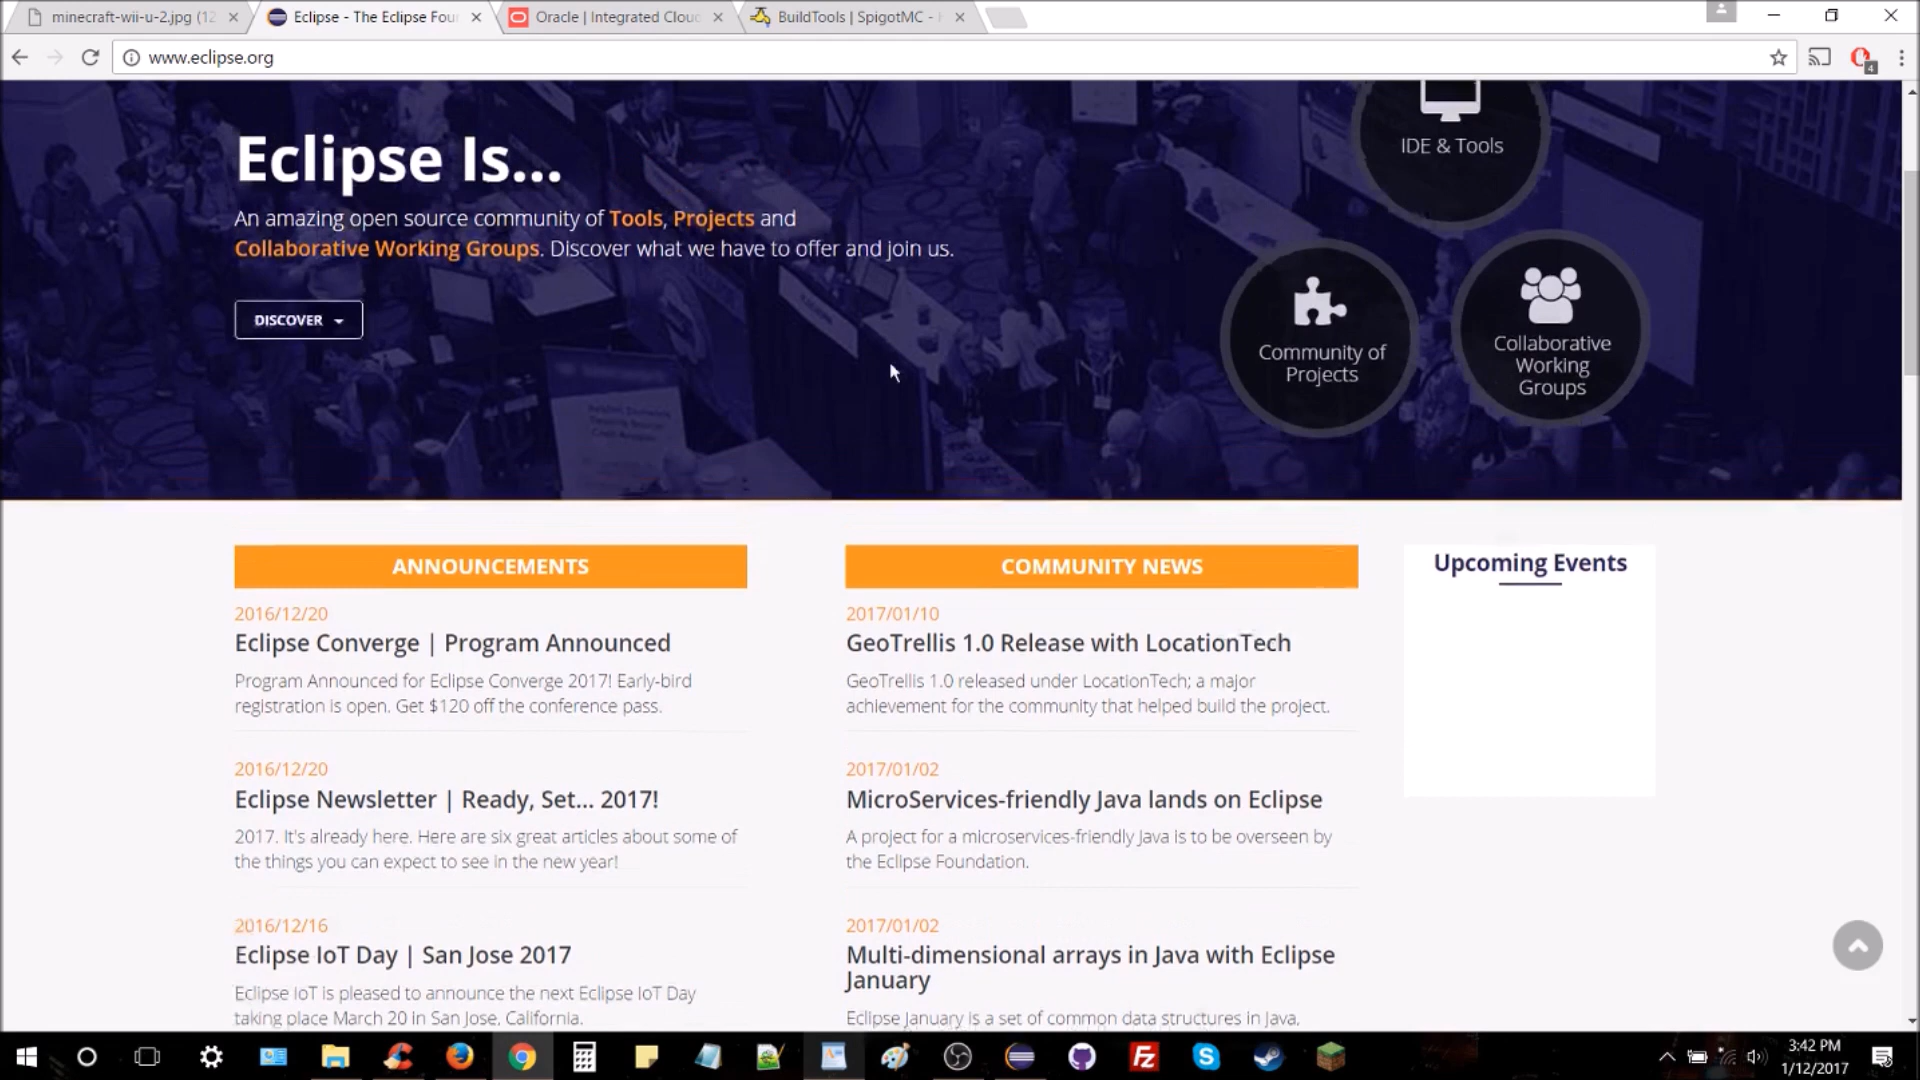 minecraft-wii-u-2.jpg (12
Eclipse - The Eclipse Fou
Oracle | Integrated Cloud
BuildTools | SpigotMC -
www.eclipse.org
4
IDE & Tools
Eclipse Is...
An amazing open source community of Tools, Projects and
Collaborative Working Groups. Discover what we have to offer and join us.
DISCOVER
Community of
Projects
Collaborative
Working
Groups
ANNOUNCEMENTS
2016/12/20
Eclipse Converge | Program Announced
Program Announced for Eclipse Converge 2017! Early-bird
registration is open. Get $120 off the conference pass.
2016/12/20
Eclipse Newsletter | Ready, Set... 2017!
2017. It's already here. Here are six great articles about some of
the things you can expect to see in the new year!
2016/12/16
Eclipse IoT Day | San Jose 2017
Eclipse IoT is pleased to announce the next Eclipse IoT Day
taking place March 20 in San Jose, California.
COMMUNITY NEWS
2017/01/10
GeoTrellis 1.0 Release with LocationTech
GeoTrellis 1.0 released under LocationTech; a major
achievement for the community that helped build the project.
2017/01/02
MicroServices-friendly Java lands on Eclipse
A project for a microservices-friendly Java is to be overseen by
the Eclipse Foundation.
2017/01/02
Multi-dimensional arrays in Java with Eclipse
January
Eclipse January is a set of common data structures in Java,
Upcoming Events
3:42 PM
1/12/2017